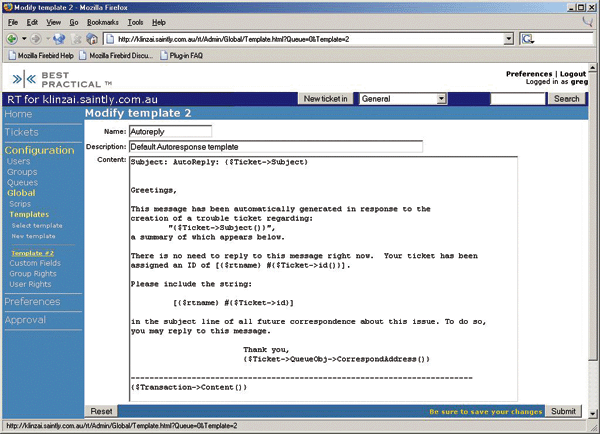 Modify template 2 - Mozilla Firefox
File Edit View Go Bookmarks Tools Help
http://klinzai.saintly.com.au/rt/Admin/Global/Template.html?Queue=0&Template=2
Mozilla Firebird Help Mozilla Firebird Discu... Plug-in FAQ
BEST PRACTICAL ™
Preferences | Logout
Logged in as greg
RT for klinzai.saintly.com.au
New ticket in General Search
Home
Tickets
Configuration
Users
Groups
Queues
Global
Scrips
Templates
Select template
New template
Template #2
Custom Fields
Group Rights
User Rights
Preferences
Approval
Modify template 2
Name: Autoreply
Description: Default Autoresponse template
Content: Subject: AutoReply: {$Ticket->Subject}
Greetings,
This message has been automatically generated in response to the
creation of a trouble ticket regarding:
"{$Ticket->Subject()}",
a summary of which appears below.
There is no need to reply to this message right now. Your ticket has been
assigned an ID of [{$rtname} #{$Ticket->id()}].
Please include the string:
[{$rtname} #{$Ticket->id}]
in the subject line of all future correspondence about this issue. To do so,
you may reply to this message.
Thank you,
{$Ticket->QueueObj->CorrespondAddress()}
-------------------------------------------------------------------------
{$Transaction->Content()}
Reset Be sure to save your changes Submit
http://klinzai.saintly.com.au/rt/Admin/Global/Template.html?Queue=0&Template=2